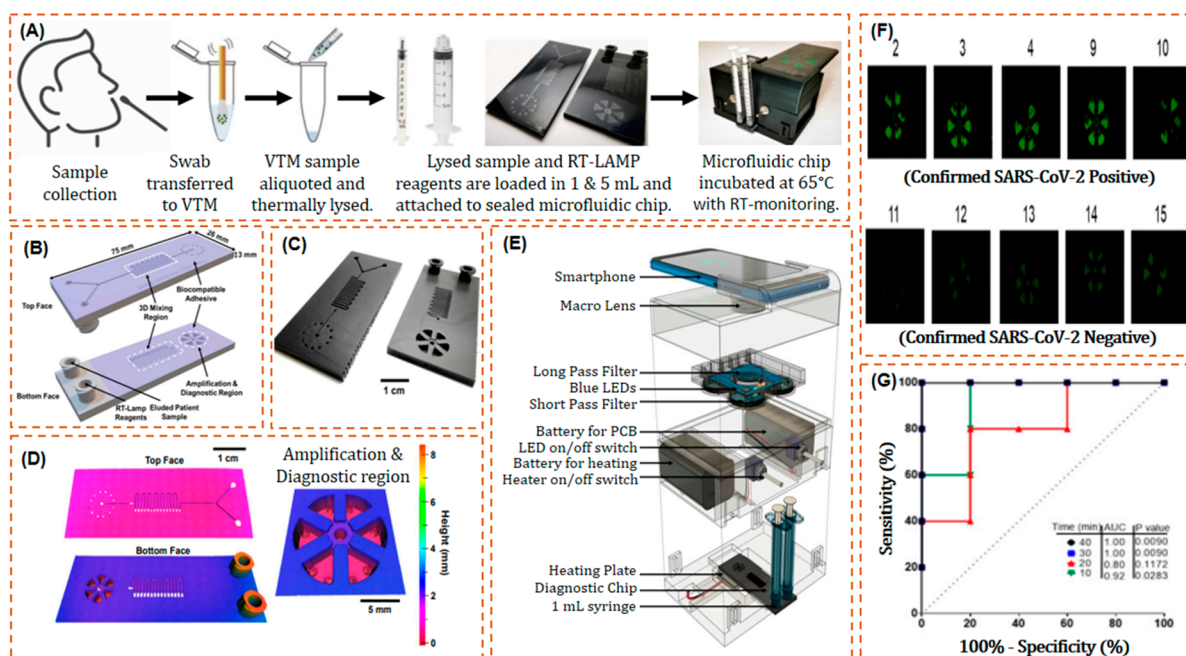 (A)
Sample
collection
Swab
transferred
to VTM
VTM sample
aliquoted and
thermally lysed.
Lysed sample and RT-LAMP
reagents are loaded in 1 & 5 mL and
attached to sealed microfluidic chip.
Microfluidic chip
incubated at 65°C
with RT-monitoring.
(B)
75 mm
26 mm
13 mm
Top Face
3D Mixing
Region
Biocompatible
Adhesive
Bottom Face
RT-Lamp
Reagents
Eluded Patient
Sample
Amplification &
Diagnostic Region
(C)
1 cm
(D)
Top Face
1 cm
Bottom Face
Amplification &
Diagnostic region
5 mm
8
6
4
2
0
Height (mm)
(E)
Smartphone
Macro Lens
Long Pass Filter
Blue LEDs
Short Pass Filter
Battery for PCB
LED on/off switch
Battery for heating
Heater on/off switch
Heating Plate
Diagnostic Chip
1 mL syringe
(F)
2 3 4 9 10
(Confirmed SARS-CoV-2 Positive)
11 12 13 14 15
(Confirmed SARS-CoV-2 Negative)
(G)
Sensitivity (%)
100
80
60
40
20
0
Time (min) AUC P value
40 1.00 0.0090
30 1.00 0.0090
20 0.80 0.1172
10 0.92 0.0283
0 20 40 60 80 100
100% - Specificity (%)